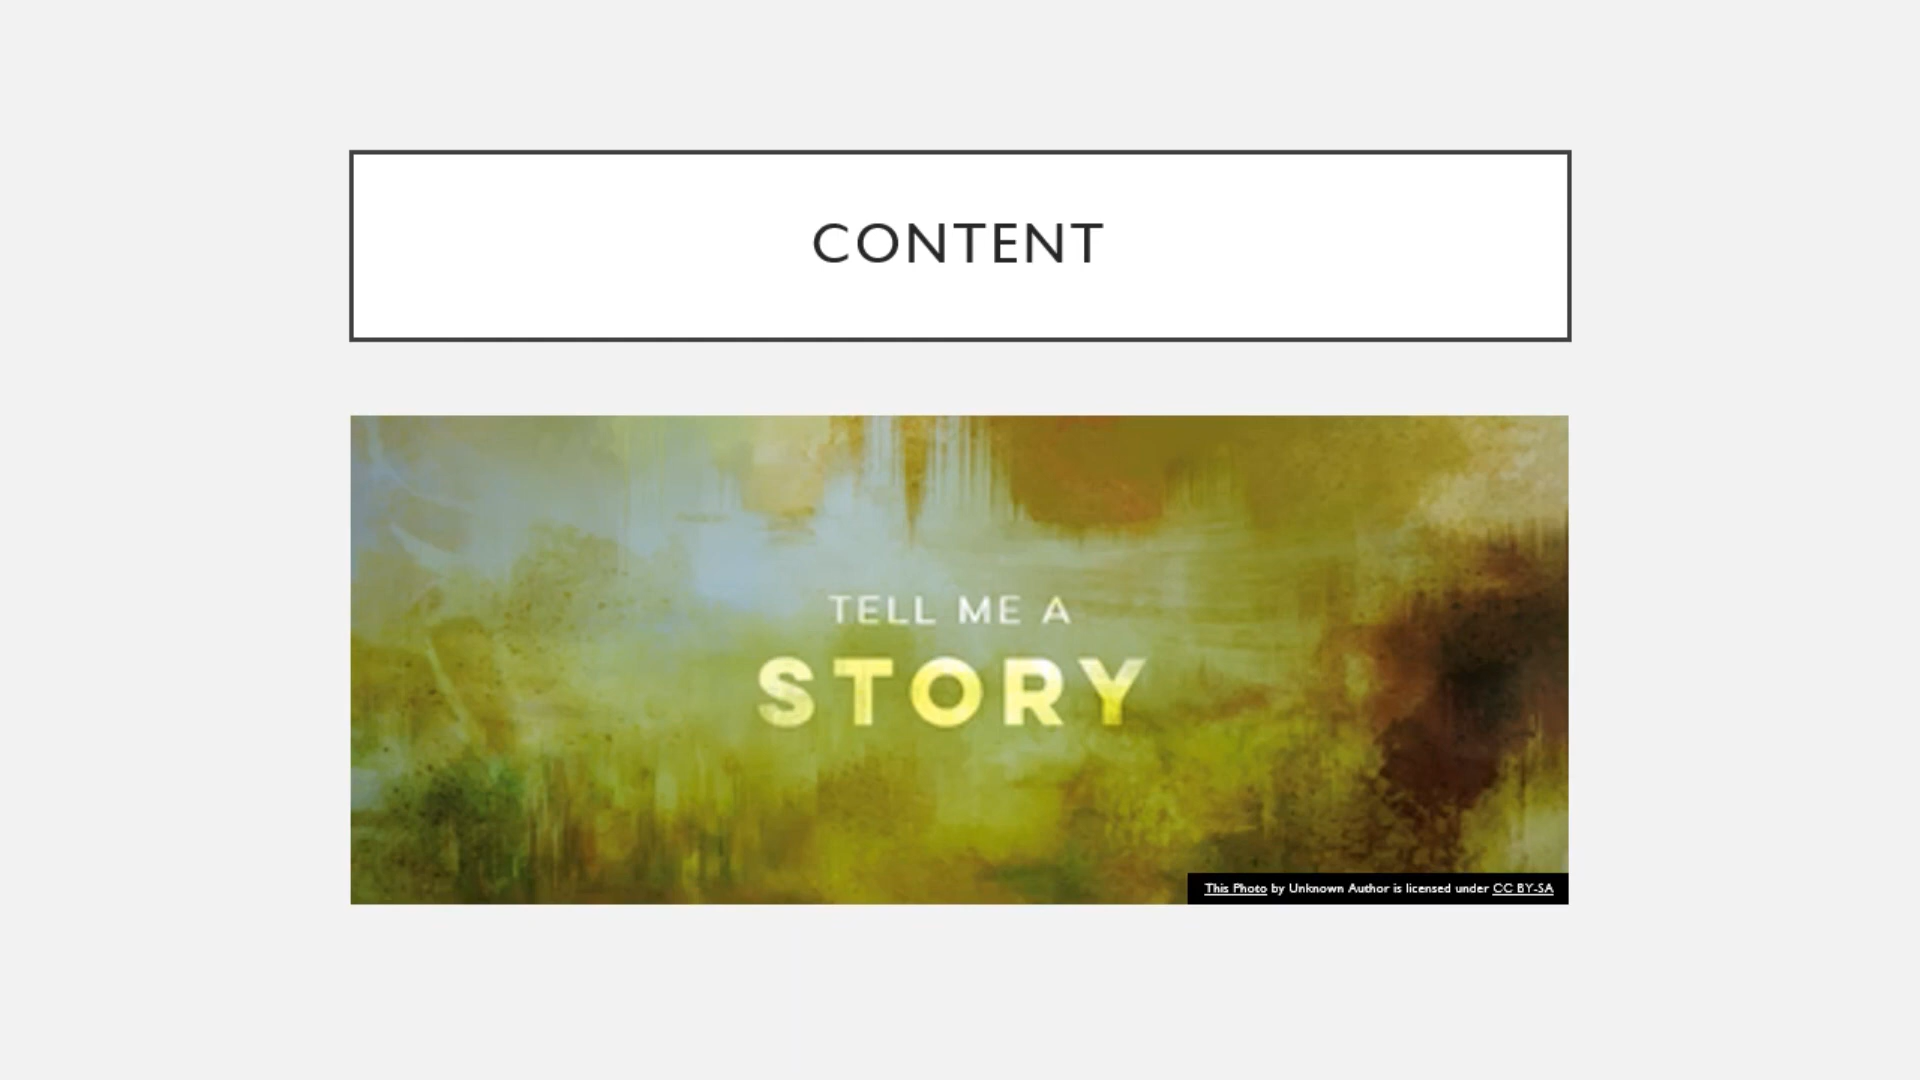 CONTENT
TELL ME A
STORY
This Photo by Unknown Author is licensed under CC BY-SA